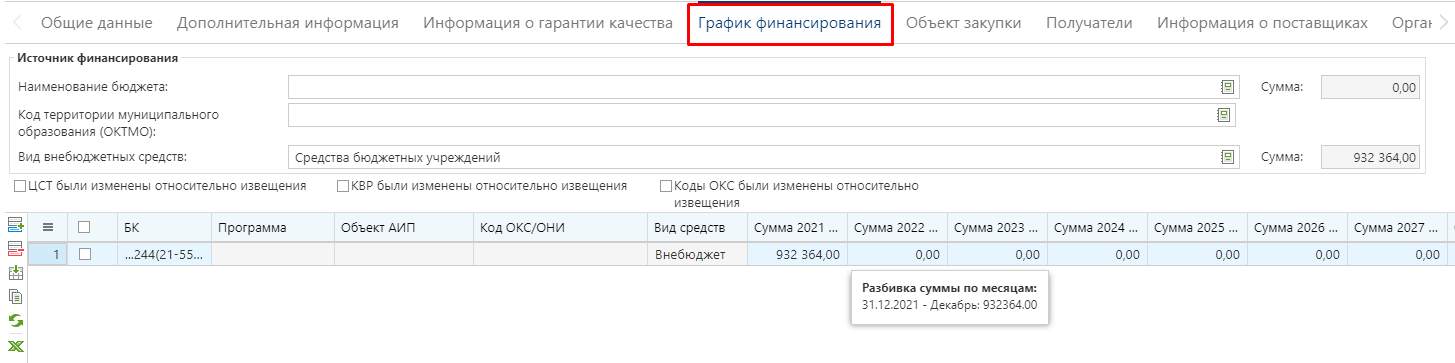 Общие данные Дополнительная информация Информация о гарантии качества График финансирования Объект закупки Получатели Информация о поставщиках Орган
Источник финансирования
Наименование бюджета: Сумма: 0,00
Код территории муниципального
образования (ОКТМО):
Вид внебюджетных средств: Средства бюджетных учреждений Сумма: 932 364,00
ЦСТ были изменены относительно извещения КВР были изменены относительно извещения Коды ОКС были изменены относительно
извещения
БК Программа Объект АИП Код ОКС/ОНИ Вид средств Сумма 2021 ... Сумма 2022 ... Сумма 2023 ... Сумма 2024 ... Сумма 2025 ... Сумма 2026 ... Сумма 2027 ...
1 ...244(21-55... Внебюджет 932 364,00 0,00 0,00 0,00 0,00 0,00 0,00
Разбивка суммы по месяцам:
31.12.2021 - Декабрь: 932364.00